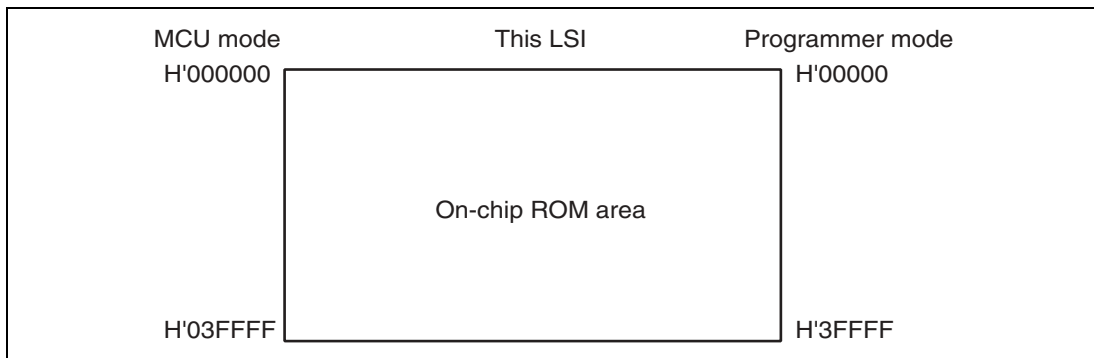 MCU mode This LSI Programmer mode
H'000000 H'00000
On-chip ROM area
H'03FFFF H'3FFFF